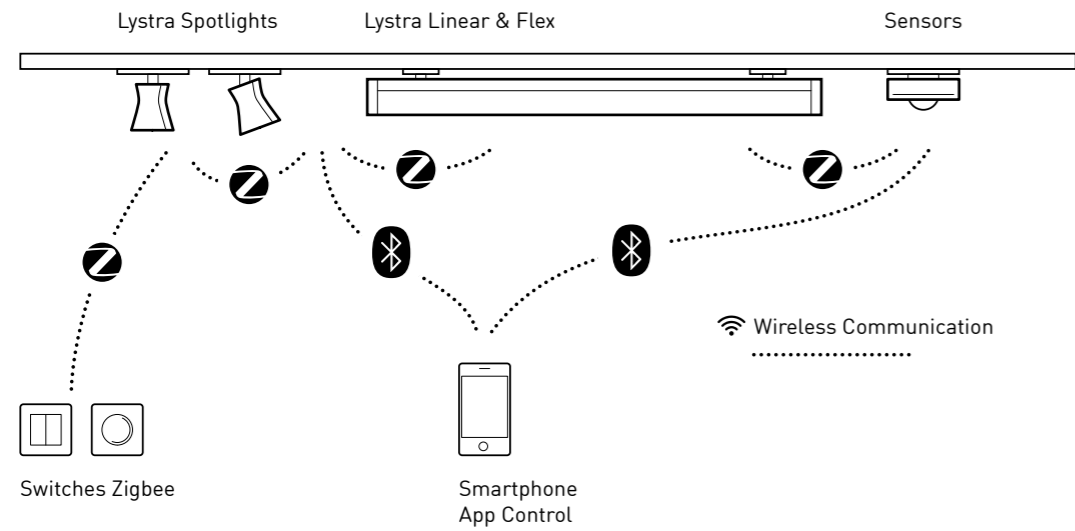 Lystra Spotlights
Lystra Linear & Flex
Sensors
Wireless Communication
Switches Zigbee
Smartphone
App Control